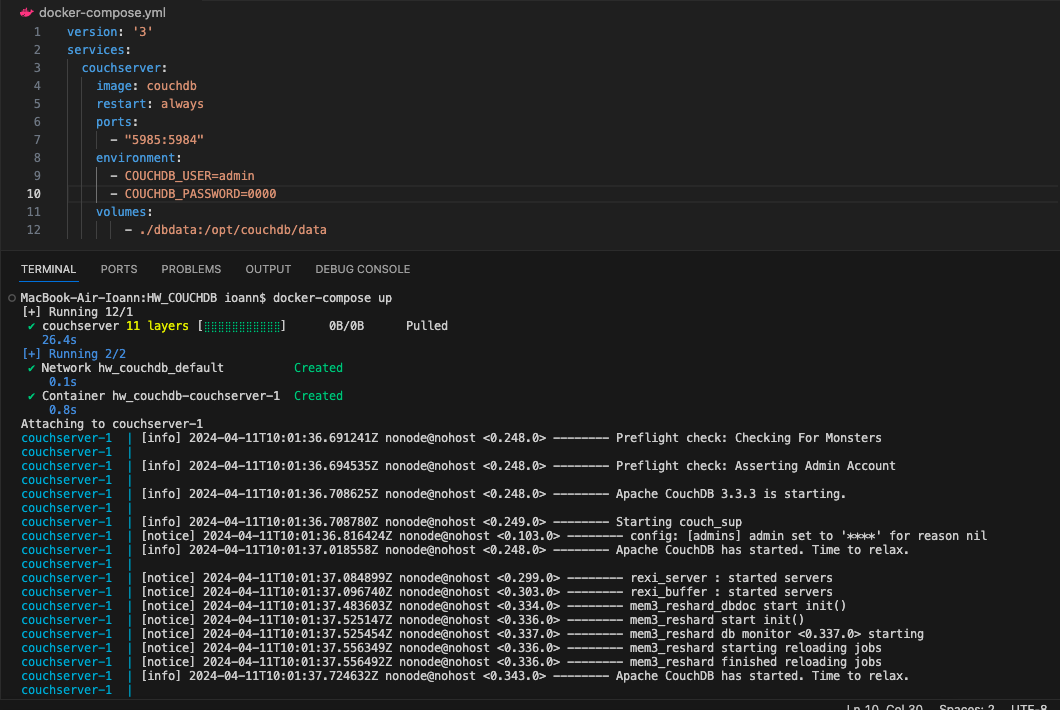 docker-compose.yml
1 version: '3'
2 services:
3 couchserver:
4 image: couchdb
5 restart: always
6 ports:
7 - "5985:5984"
8 environment:
9 - COUCHDB_USER=admin
10 - COUCHDB_PASSWORD=0000
11 volumes:
12 - ./dbdata:/opt/couchdb/data
TERMINAL PORTS PROBLEMS OUTPUT DEBUG CONSOLE
MacBook-Air-Ioann:HW_COUCHDB ioann$ docker-compose up
[+] Running 12/1
✔ couchserver 11 layers [⣿⣿⣿⣿⣿⣿⣿⣿⣿⣿⣿] 0B/0B Pulled
26.4s
[+] Running 2/2
✔ Network hw_couchdb_default Created
0.1s
✔ Container hw_couchdb-couchserver-1 Created
0.8s
Attaching to couchserver-1
couchserver-1 | [info] 2024-04-11T10:01:36.691241Z nonode@nohost <0.248.0> -------- Preflight check: Checking For Monsters
couchserver-1 |
couchserver-1 | [info] 2024-04-11T10:01:36.694535Z nonode@nohost <0.248.0> -------- Preflight check: Asserting Admin Account
couchserver-1 |
couchserver-1 | [info] 2024-04-11T10:01:36.708625Z nonode@nohost <0.248.0> -------- Apache CouchDB 3.3.3 is starting.
couchserver-1 |
couchserver-1 | [info] 2024-04-11T10:01:36.708780Z nonode@nohost <0.249.0> -------- Starting couch_sup
couchserver-1 | [notice] 2024-04-11T10:01:36.816424Z nonode@nohost <0.103.0> -------- config: [admins] admin set to '****' for reason nil
couchserver-1 | [info] 2024-04-11T10:01:37.018558Z nonode@nohost <0.248.0> -------- Apache CouchDB has started. Time to relax.
couchserver-1 |
couchserver-1 | [notice] 2024-04-11T10:01:37.084899Z nonode@nohost <0.299.0> -------- rexi_server : started servers
couchserver-1 | [notice] 2024-04-11T10:01:37.096740Z nonode@nohost <0.303.0> -------- rexi_buffer : started servers
couchserver-1 | [notice] 2024-04-11T10:01:37.483603Z nonode@nohost <0.334.0> -------- mem3_reshard_dbdoc start init()
couchserver-1 | [notice] 2024-04-11T10:01:37.525147Z nonode@nohost <0.336.0> -------- mem3_reshard start init()
couchserver-1 | [notice] 2024-04-11T10:01:37.525454Z nonode@nohost <0.337.0> -------- mem3_reshard db monitor <0.337.0> starting
couchserver-1 | [notice] 2024-04-11T10:01:37.556349Z nonode@nohost <0.336.0> -------- mem3_reshard starting reloading jobs
couchserver-1 | [notice] 2024-04-11T10:01:37.556492Z nonode@nohost <0.336.0> -------- mem3_reshard finished reloading jobs
couchserver-1 | [info] 2024-04-11T10:01:37.724632Z nonode@nohost <0.343.0> -------- Apache CouchDB has started. Time to relax.
couchserver-1 |
Ln 10, Col 30 Spaces: 2 UTF-8